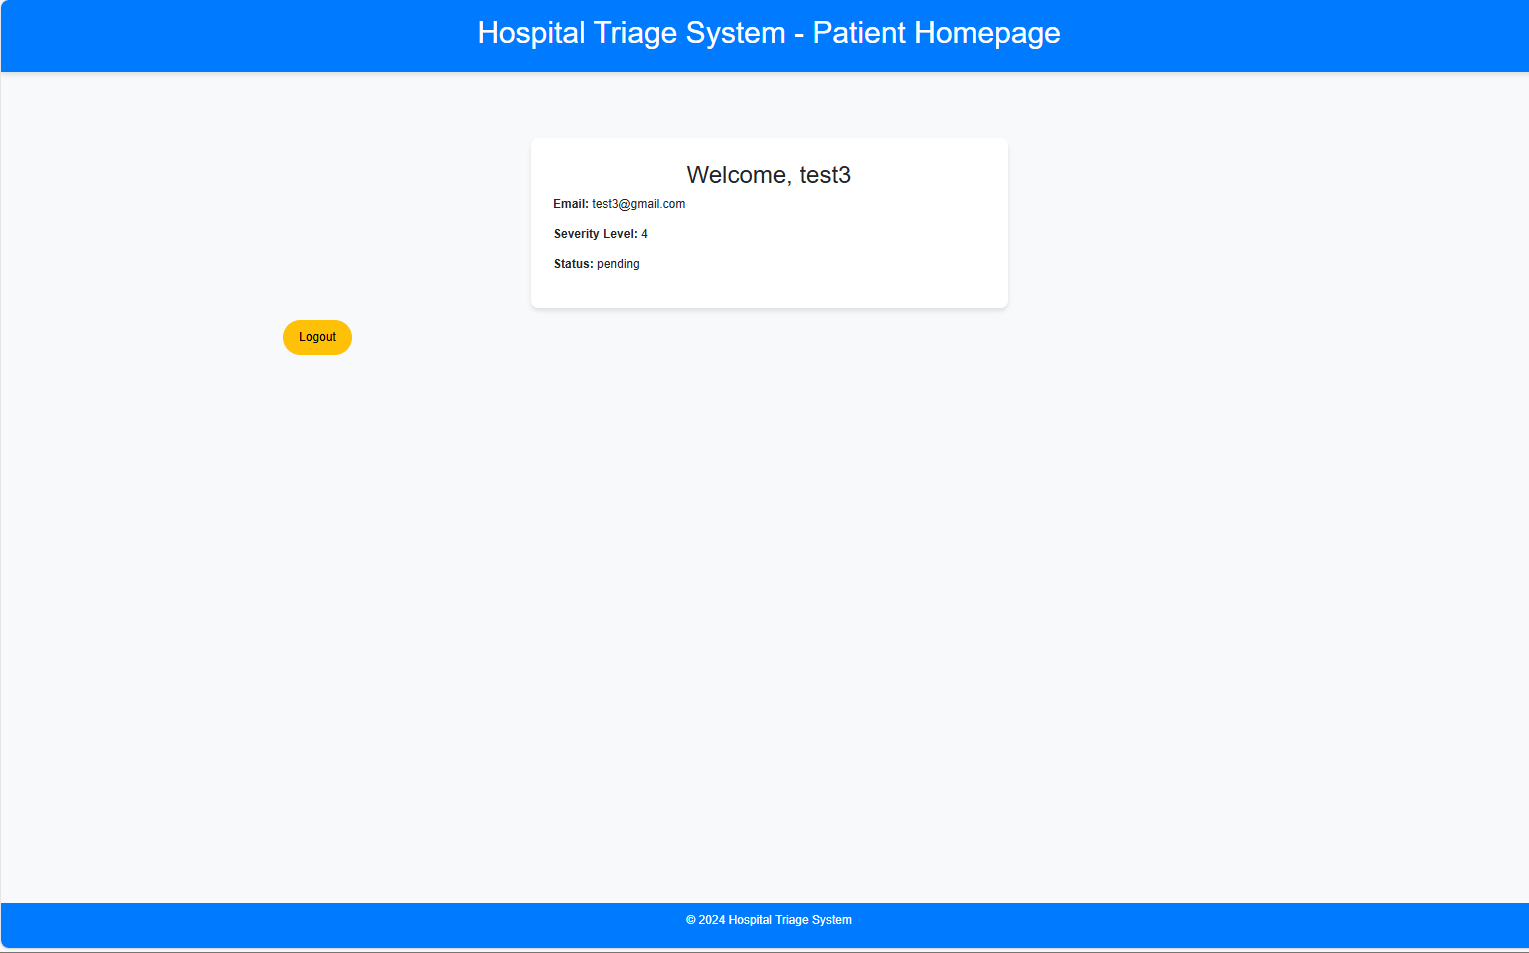 Hospital Triage System - Patient Homepage
Welcome, test3
Email: test3@gmail.com
Severity Level: 4
Status: pending
Logout
© 2024 Hospital Triage System